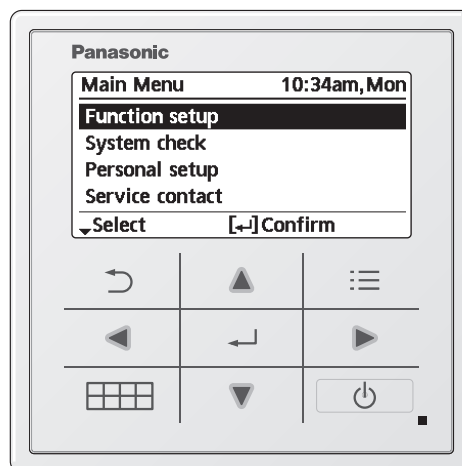 Panasonic
Main Menu 10:34am,Mon
Function setup
System check
Personal setup
Service contact
Select [↵]Confirm